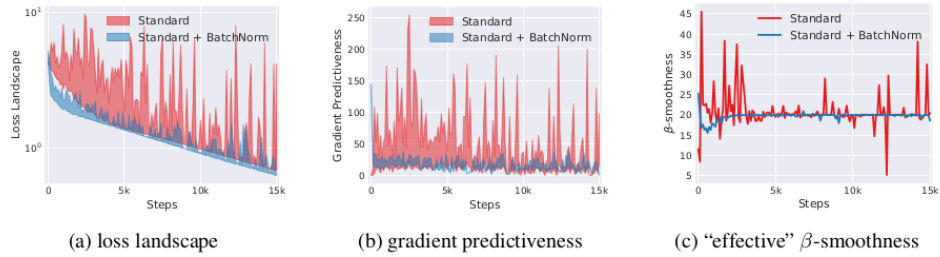 10¹
10⁰
Loss Landscape
Standard
Standard + BatchNorm
0
5k
10k
15k
Steps
(a) loss landscape
250
200
150
100
50
0
Gradient Predictiveness
Standard
Standard + BatchNorm
0
5k
10k
15k
Steps
(b) gradient predictiveness
45
40
35
30
25
20
15
10
5
β-smoothness
Standard
Standard + BatchNorm
0
5k
10k
15k
Steps
(c) “effective” β-smoothness